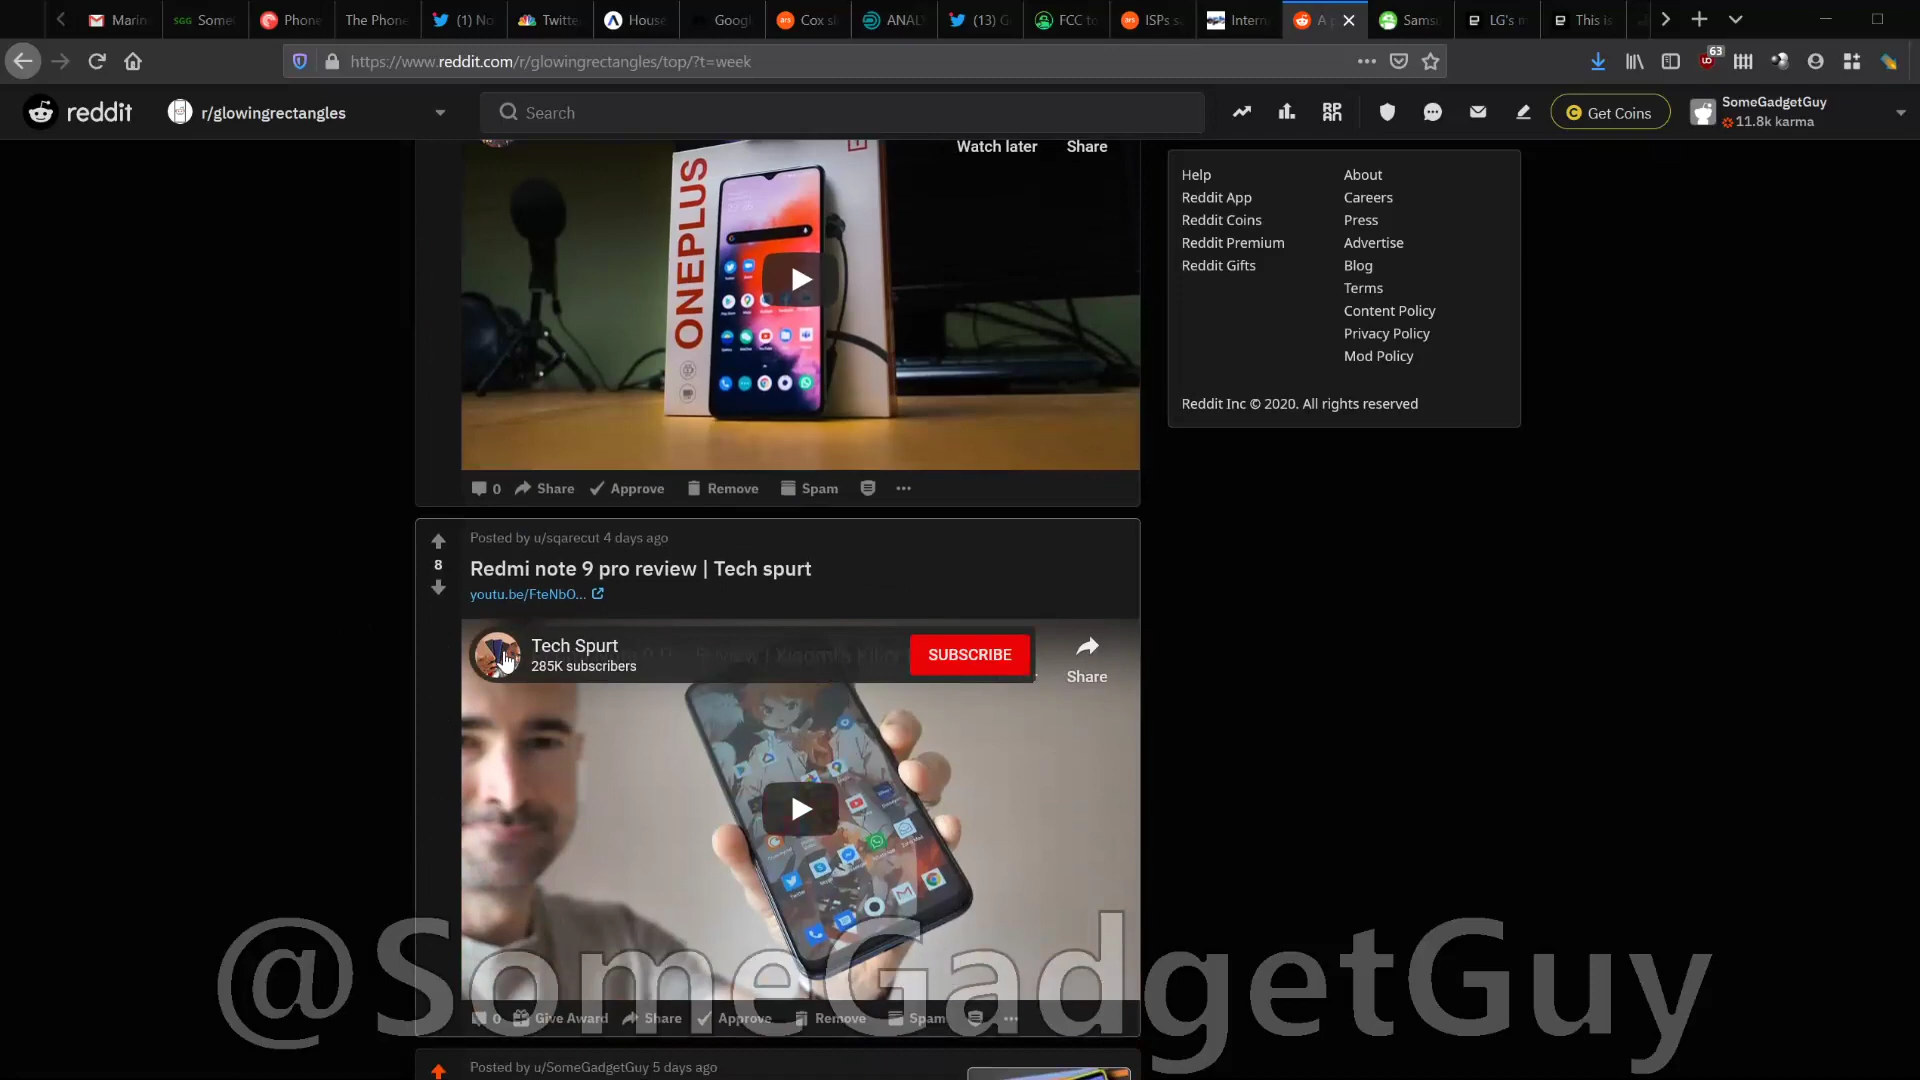 Marin
SGG Some
Phone
The Phon
(1) No
Twitte
House
Googl
Cox sl
ANAL
(13) G
FCC to
ISPs s
Intern
A p
Sams
LG's m
This is
https://www.reddit.com/r/glowingrectangles/top/?t=week
63
reddit
r/glowingrectangles
Search
Get Coins
SomeGadgetGuy
11.8k karma
Watch later Share
ONEPLUS
0 Share Approve Remove Spam
Help About
Reddit App Careers
Reddit Coins Press
Reddit Premium Advertise
Reddit Gifts Blog
Terms
Content Policy
Privacy Policy
Mod Policy
Reddit Inc © 2020. All rights reserved
Posted by u/sqarecut 4 days ago
8
Redmi note 9 pro review | Tech spurt
youtu.be/FteNbO...
Tech Spurt
285K subscribers
SUBSCRIBE
Share
0 Give Award Share Approve Remove Spam
@SomeGadgetGuy
Posted by u/SomeGadgetGuy 5 days ago